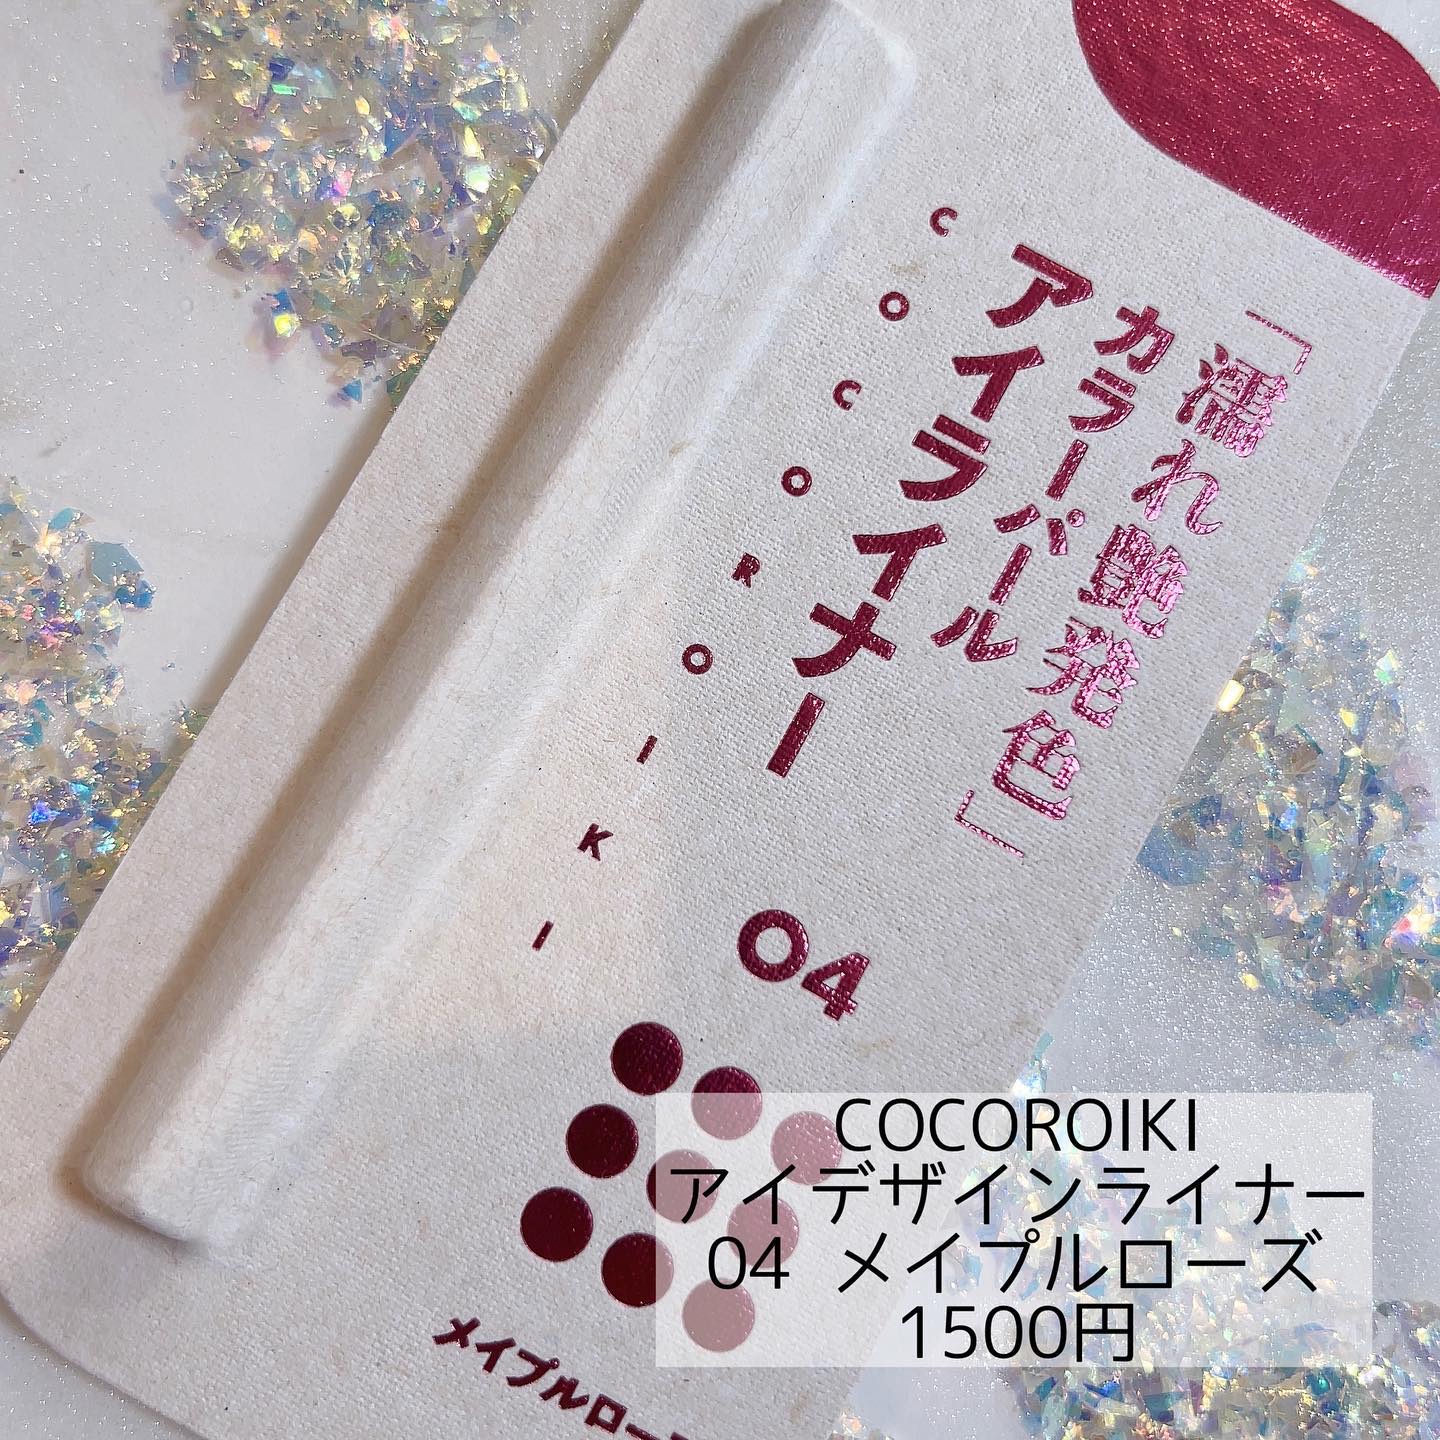 「濡れ艶発色」
カラーパール
アイライナー
COCOROIKI
04
メイプルロー
COCOROIKI
アイデザインライナー
04 メイプルローズ
1500円